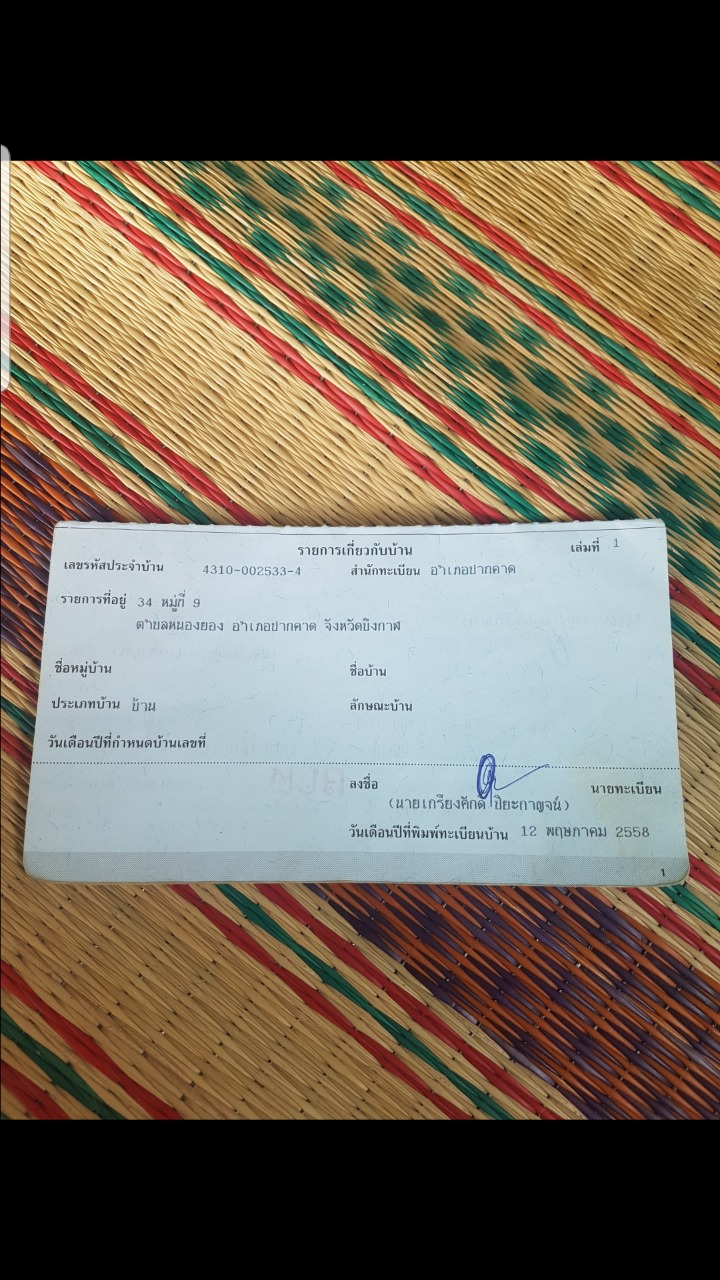 รายการเกี่ยวกับบ้าน เล่มที่ 1
เลขรหัสประจำบ้าน 4310-002533-4 สำนักทะเบียน อำเภอปากคาด
รายการที่อยู่ 34 หมู่ที่ 9
ตำบลหนองยอง อำเภอปากคาด จังหวัดบึงกาฬ
ชื่อหมู่บ้าน ชื่อบ้าน
ประเภทบ้าน บ้าน ลักษณะบ้าน
วันเดือนปีที่กำหนดบ้านเลขที่
ลงชื่อ นายทะเบียน
(นายเกรียงศักดิ์ ปิยะกาญจน์)
วันเดือนปีที่พิมพ์ทะเบียนบ้าน 12 พฤษภาคม 2558
1